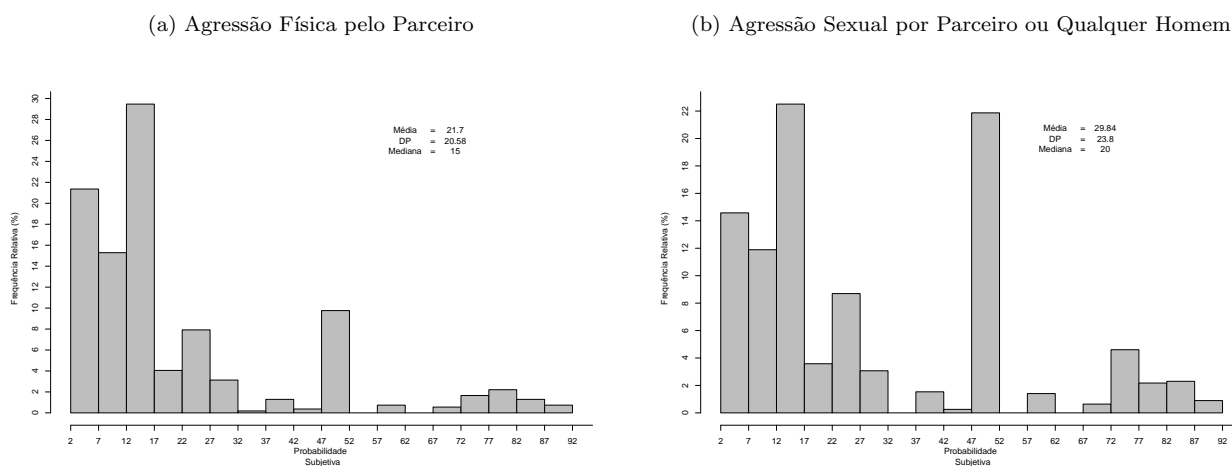 (a) Agressão Física pelo Parceiro
Frequência Relativa (%)
0 2 4 6 8 10 12 14 16 18 20 22 24 26 28 30
Média = 21.7
DP = 20.58
Mediana = 15
2 7 12 17 22 27 32 37 42 47 52 57 62 67 72 77 82 87 92
Probabilidade
Subjetiva
(b) Agressão Sexual por Parceiro ou Qualquer Homem
Frequência Relativa (%)
0 2 4 6 8 10 12 14 16 18 20 22
Média = 29.84
DP = 23.8
Mediana = 20
2 7 12 17 22 27 32 37 42 47 52 57 62 67 72 77 82 87 92
Probabilidade
Subjetiva